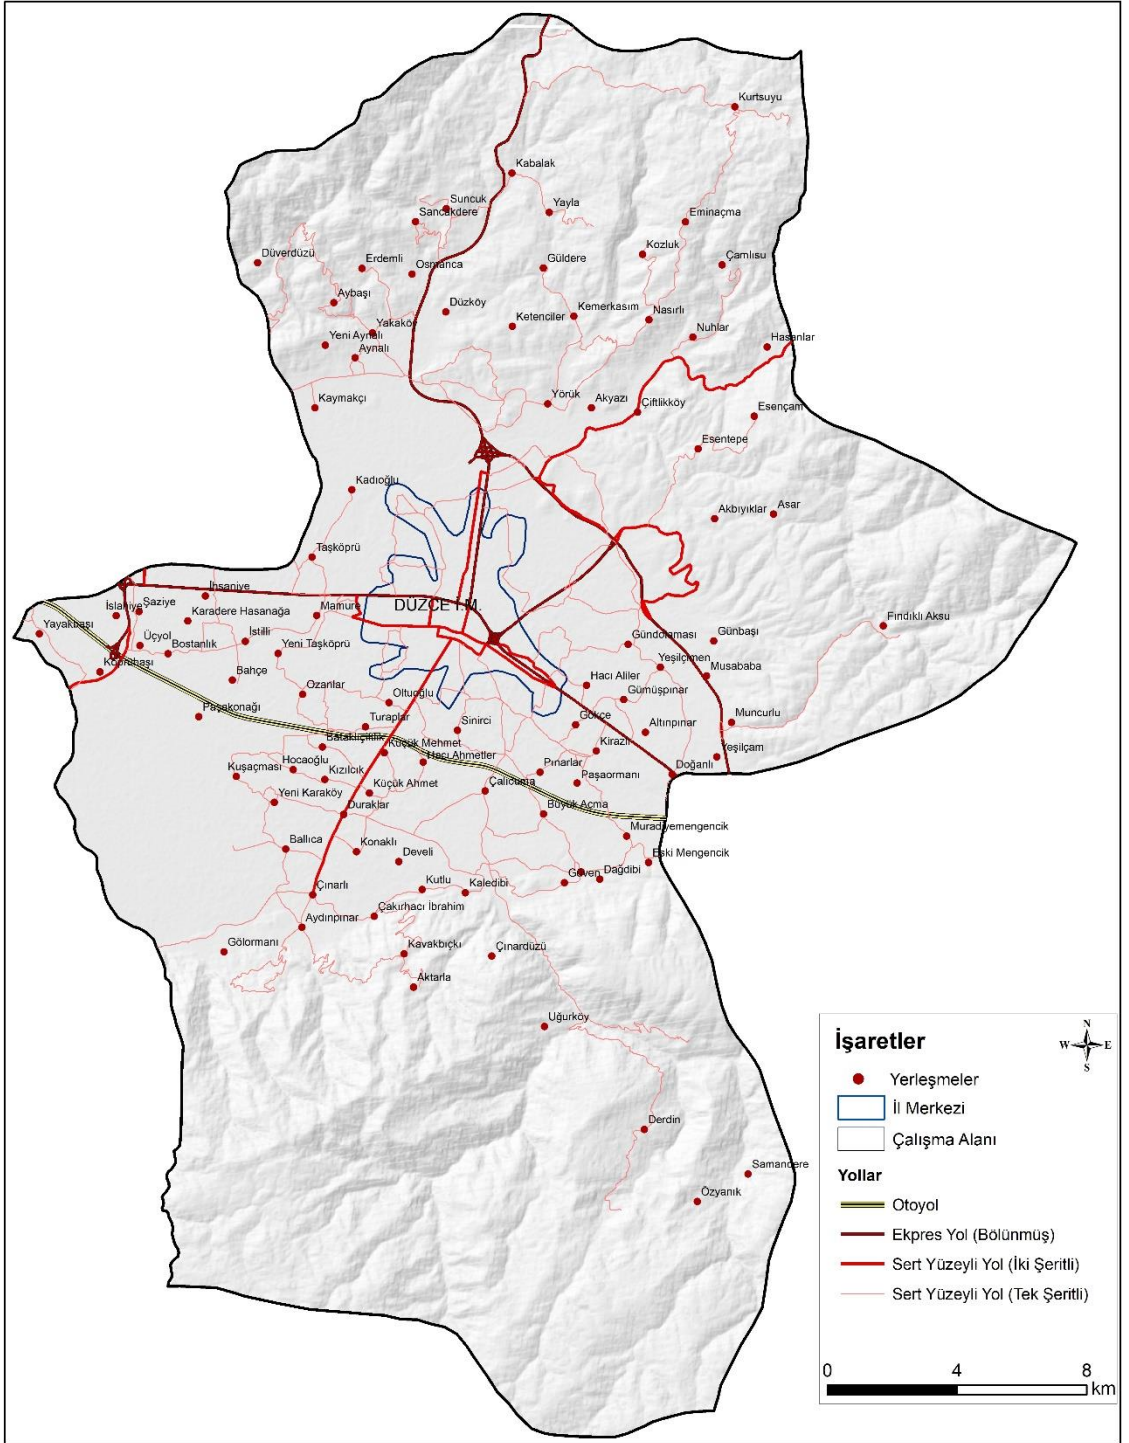 Kurtsuyu
Kabalak
Suncuk
Yayla
Sancakdere
Eminaçma
Düverdüzü
Erdemli
Osmanca
Güldere
Kozluk
Çamlısu
Aybaşı
Düzköy
Ketenciler
Kemerkasım
Nasırlı
Yakaköy
Nuhlar
Yeni Aynalı
Aynalı
Hasanlar
Kaymakçı
Yörük
Akyazı
Çiftlikköy
Esençam
Esentepe
Kadıoğlu
Akbıyıklar
Asar
Taşköprü
İhsaniye
DÜZCE İ.M.
İslaniye
Şaziye
Karadere Hasanağa
Mamure
Fındıklı Aksu
Yayakbaşı
Üçyol
Bostanlık
İstilli
Yeni Taşköprü
Gündolaması
Günbaşı
Köprübaşı
Bahçe
Yeşilçimen
Musababa
Ozanlar
Oltuoğlu
Hacı Aliler
Gümüşpınar
Paşakonağı
Turaplar
Sinirci
Gökçe
Altınpınar
Muncurlu
Bataklıçiftlik
Küçük Mehmet
Hacı Ahmetler
Kirazlı
Yeşilçam
Kuşaçması
Hocaoğlu
Kızılcık
Pınarlar
Paşaormanı
Doğanlı
Yeni Karaköy
Küçük Ahmet
Çalıcuma
Duraklar
Büyük Açma
Muradiyemengencik
Ballıca
Konaklı
Develi
Eski Mengencik
Çınarlı
Kutlu
Kaledibi
Güven
Dağdibi
Aydınpınar
Çakırhacı İbrahim
Gölormanı
Kavakbıçkı
Çınardüzü
Aktarla
Uğurköy
Derdin
Samandere
Özyanık
İşaretler
N
W E
S
Yerleşmeler
İl Merkezi
Çalışma Alanı
Yollar
Otoyol
Ekpres Yol (Bölünmüş)
Sert Yüzeyli Yol (İki Şeritli)
Sert Yüzeyli Yol (Tek Şeritli)
0 4 8
km